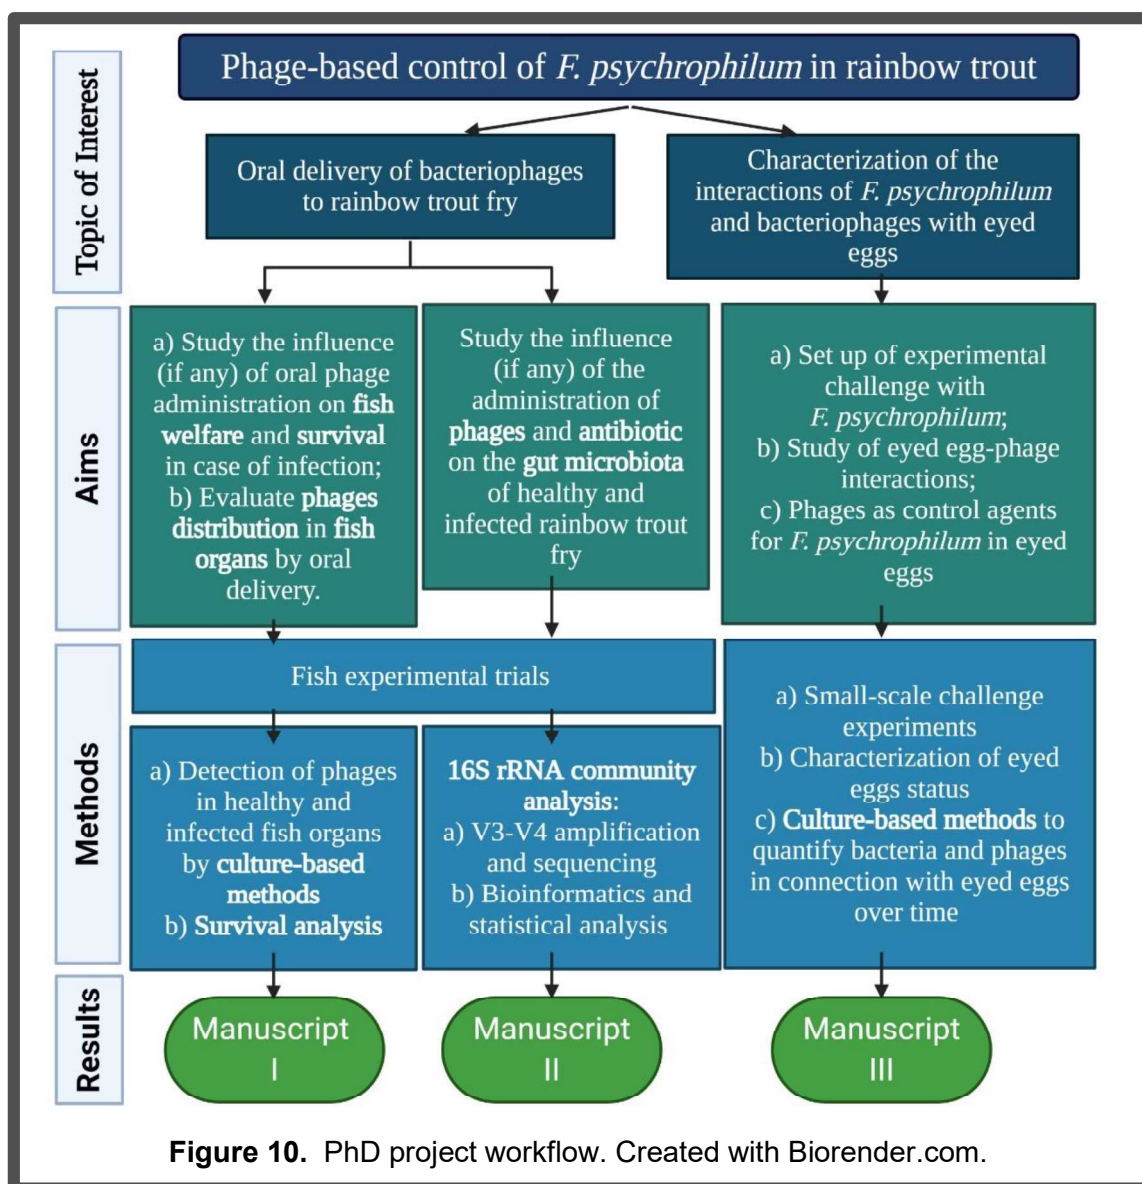 Phage-based control of F. psychrophilum in rainbow trout
Topic of Interest
Oral delivery of bacteriophages
to rainbow trout fry
Characterization of the
interactions of F. psychrophilum
and bacteriophages with eyed
eggs
Aims
a) Study the influence
(if any) of oral phage
administration on fish
welfare and survival
in case of infection;
b) Evaluate phages
distribution in fish
organs by oral
delivery.
Study the influence
(if any) of the
administration of
phages and antibiotic
on the gut microbiota
of healthy and
infected rainbow trout
fry
a) Set up of experimental
challenge with
F. psychrophilum;
b) Study of eyed egg-phage
interactions;
c) Phages as control agents
for F. psychrophilum in eyed
eggs
Methods
Fish experimental trials
a) Detection of phages
in healthy and
infected fish organs
by culture-based
methods
b) Survival analysis
16S rRNA community
analysis:
a) V3-V4 amplification
and sequencing
b) Bioinformatics and
statistical analysis
a) Small-scale challenge
experiments
b) Characterization of eyed
eggs status
c) Culture-based methods to
quantify bacteria and phages
in connection with eyed eggs
over time
Results
Manuscript
I
Manuscript
II
Manuscript
III
Figure 10. PhD project workflow. Created with Biorender.com.